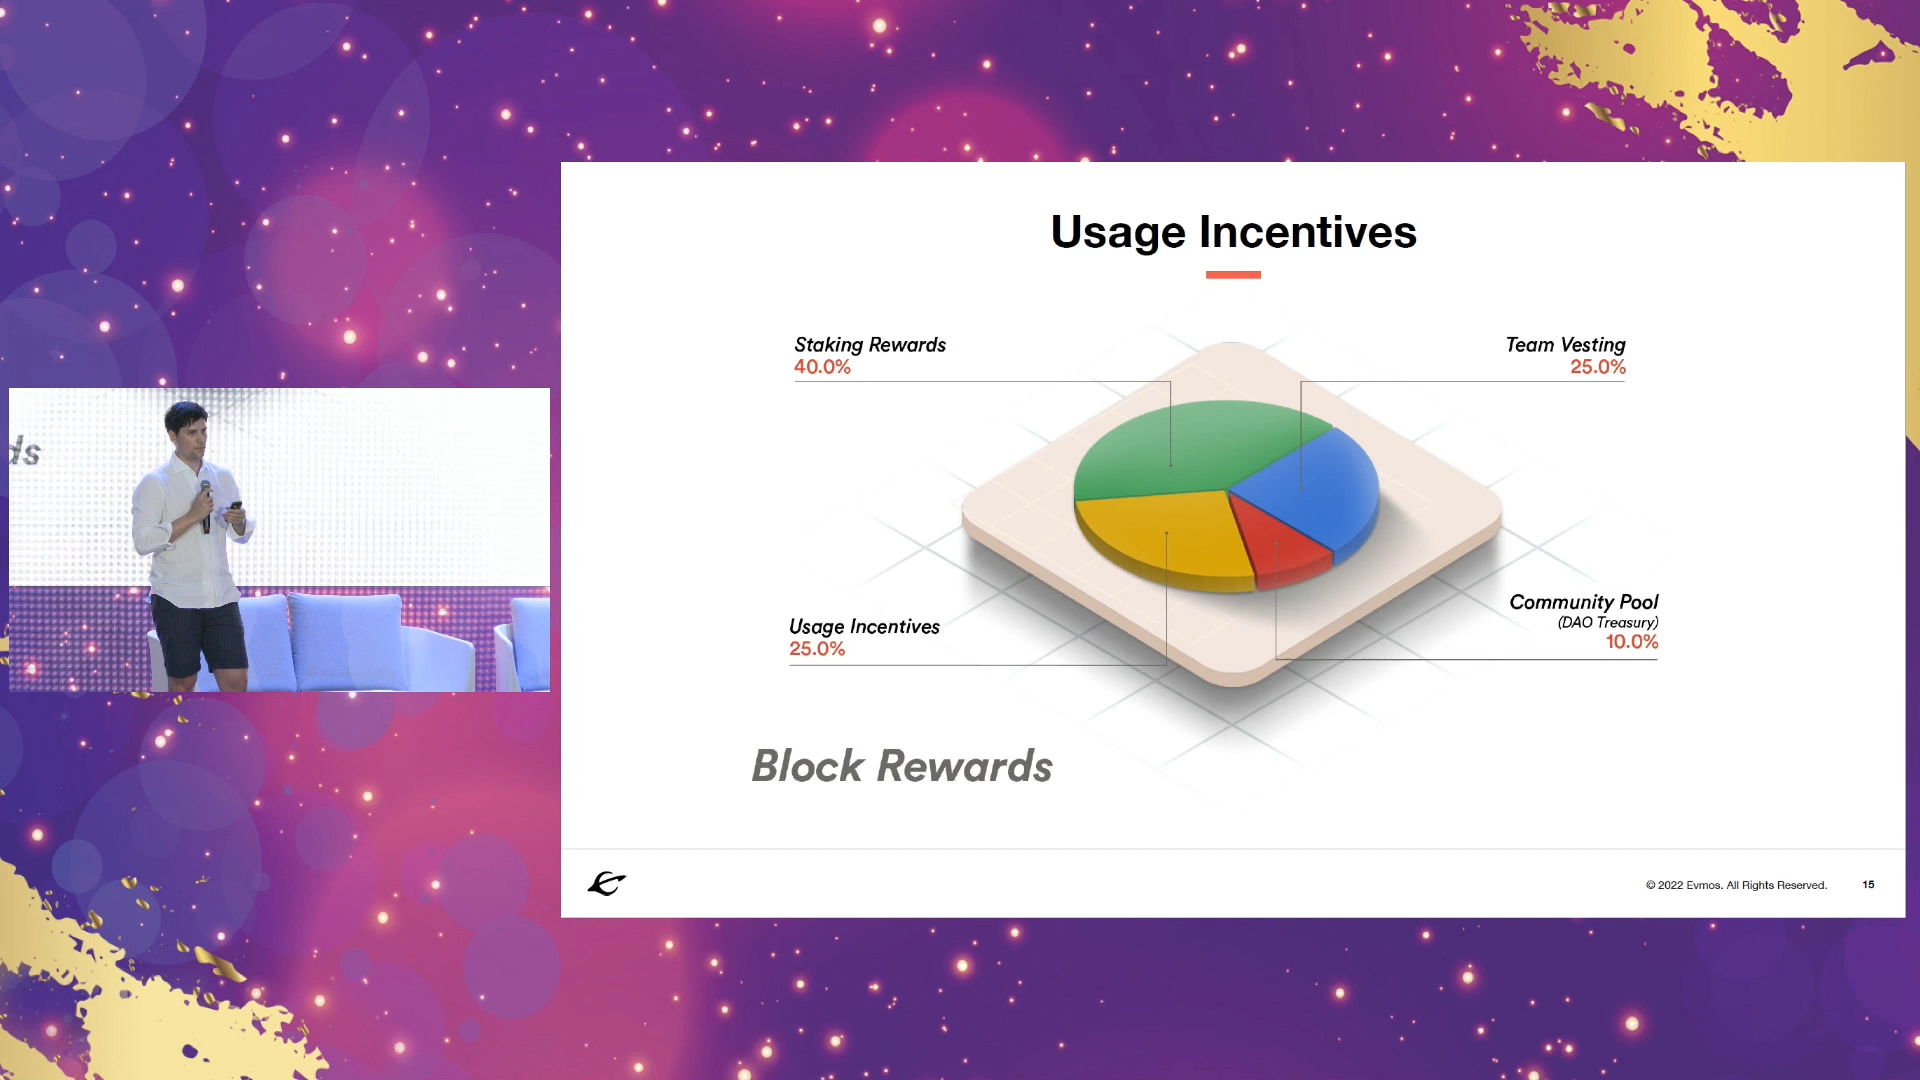 Usage Incentives
Staking Rewards
40.0%
Team Vesting
25.0%
Usage Incentives
25.0%
Community Pool
(DAO Treasury)
10.0%
Block Rewards
© 2022 Evmos. All Rights Reserved.
15
ds